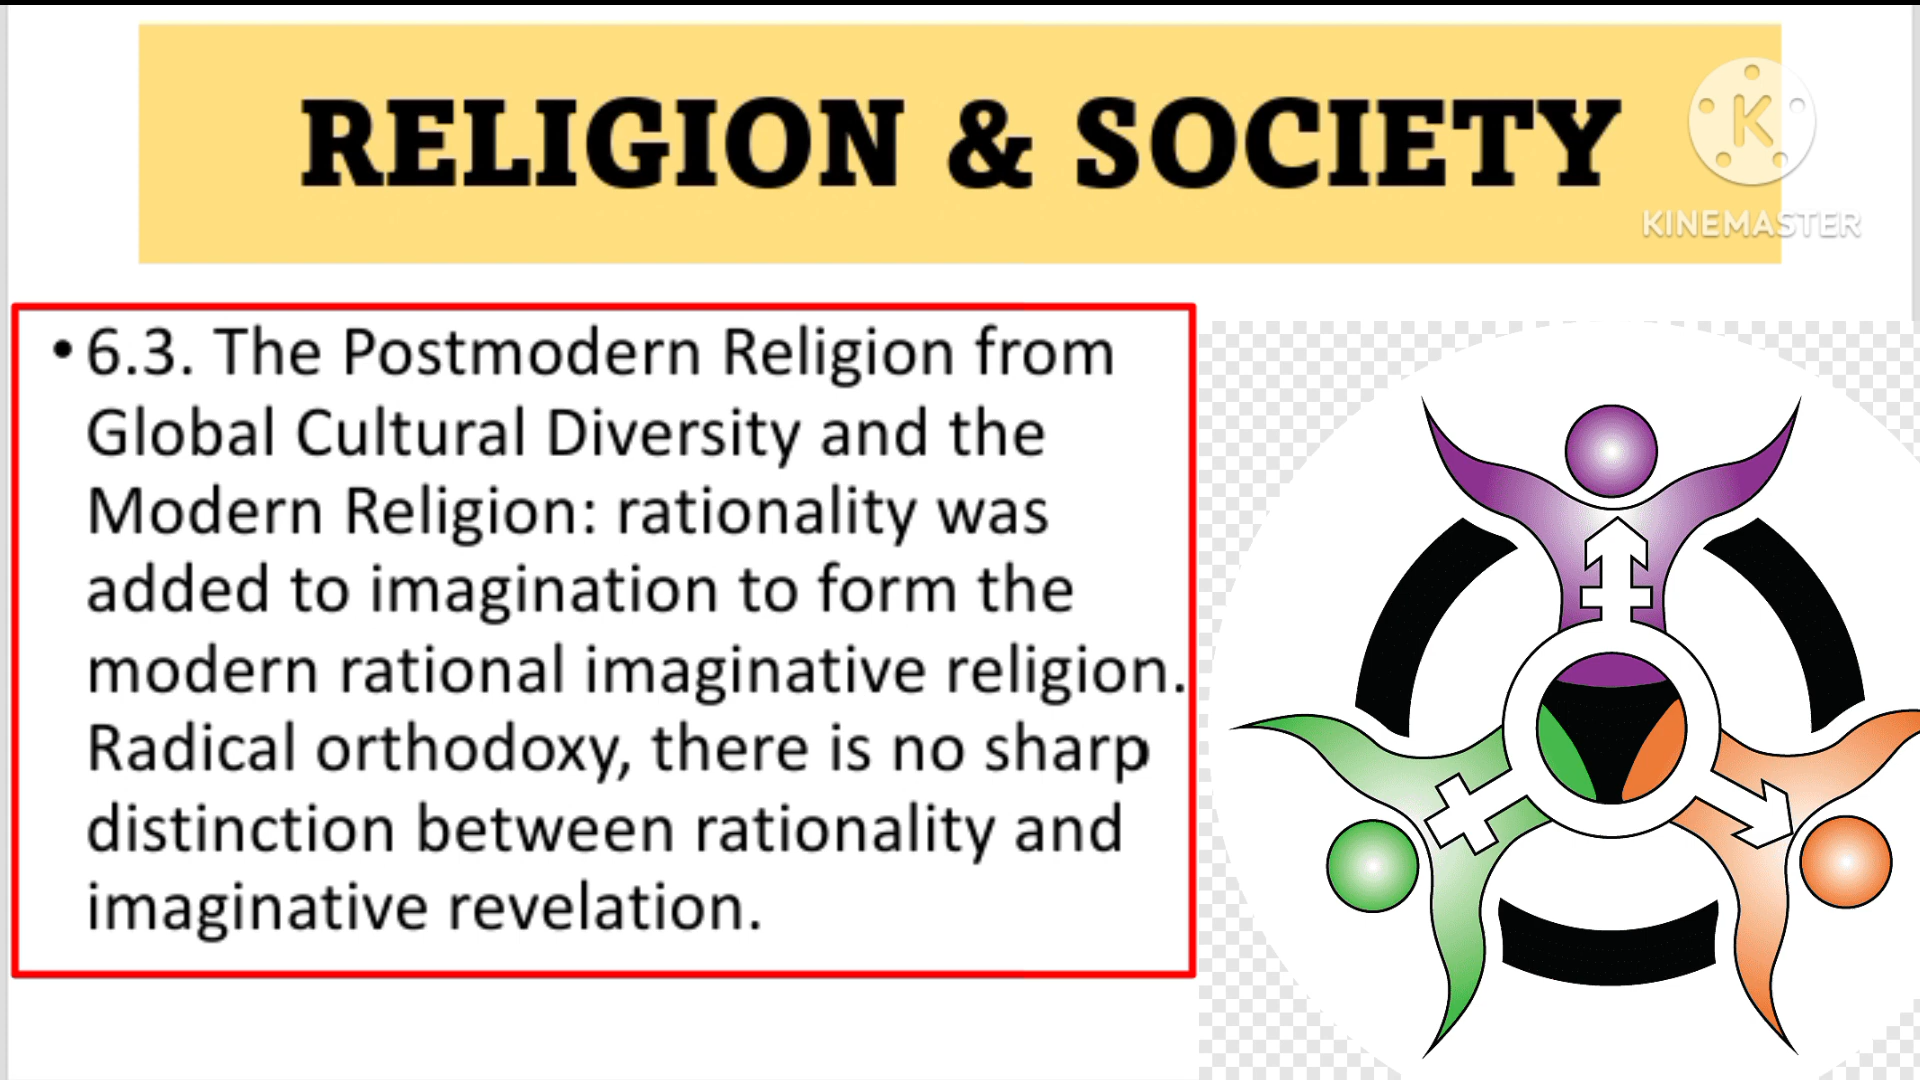 RELIGION & SOCIETY
K
KINEMASTER
• 6.3. The Postmodern Religion from
Global Cultural Diversity and the
Modern Religion: rationality was
added to imagination to form the
modern rational imaginative religion.
Radical orthodoxy, there is no sharp
distinction between rationality and
imaginative revelation.